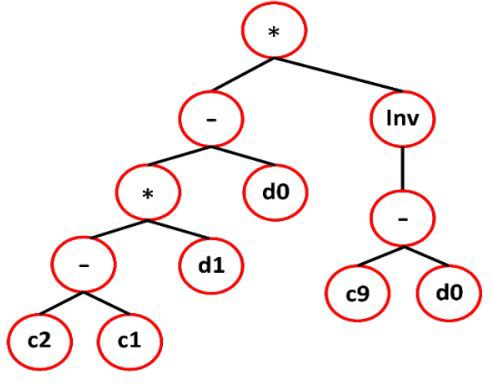 *
- Inv
* d0 -
- d1 c9 d0
c2 c1